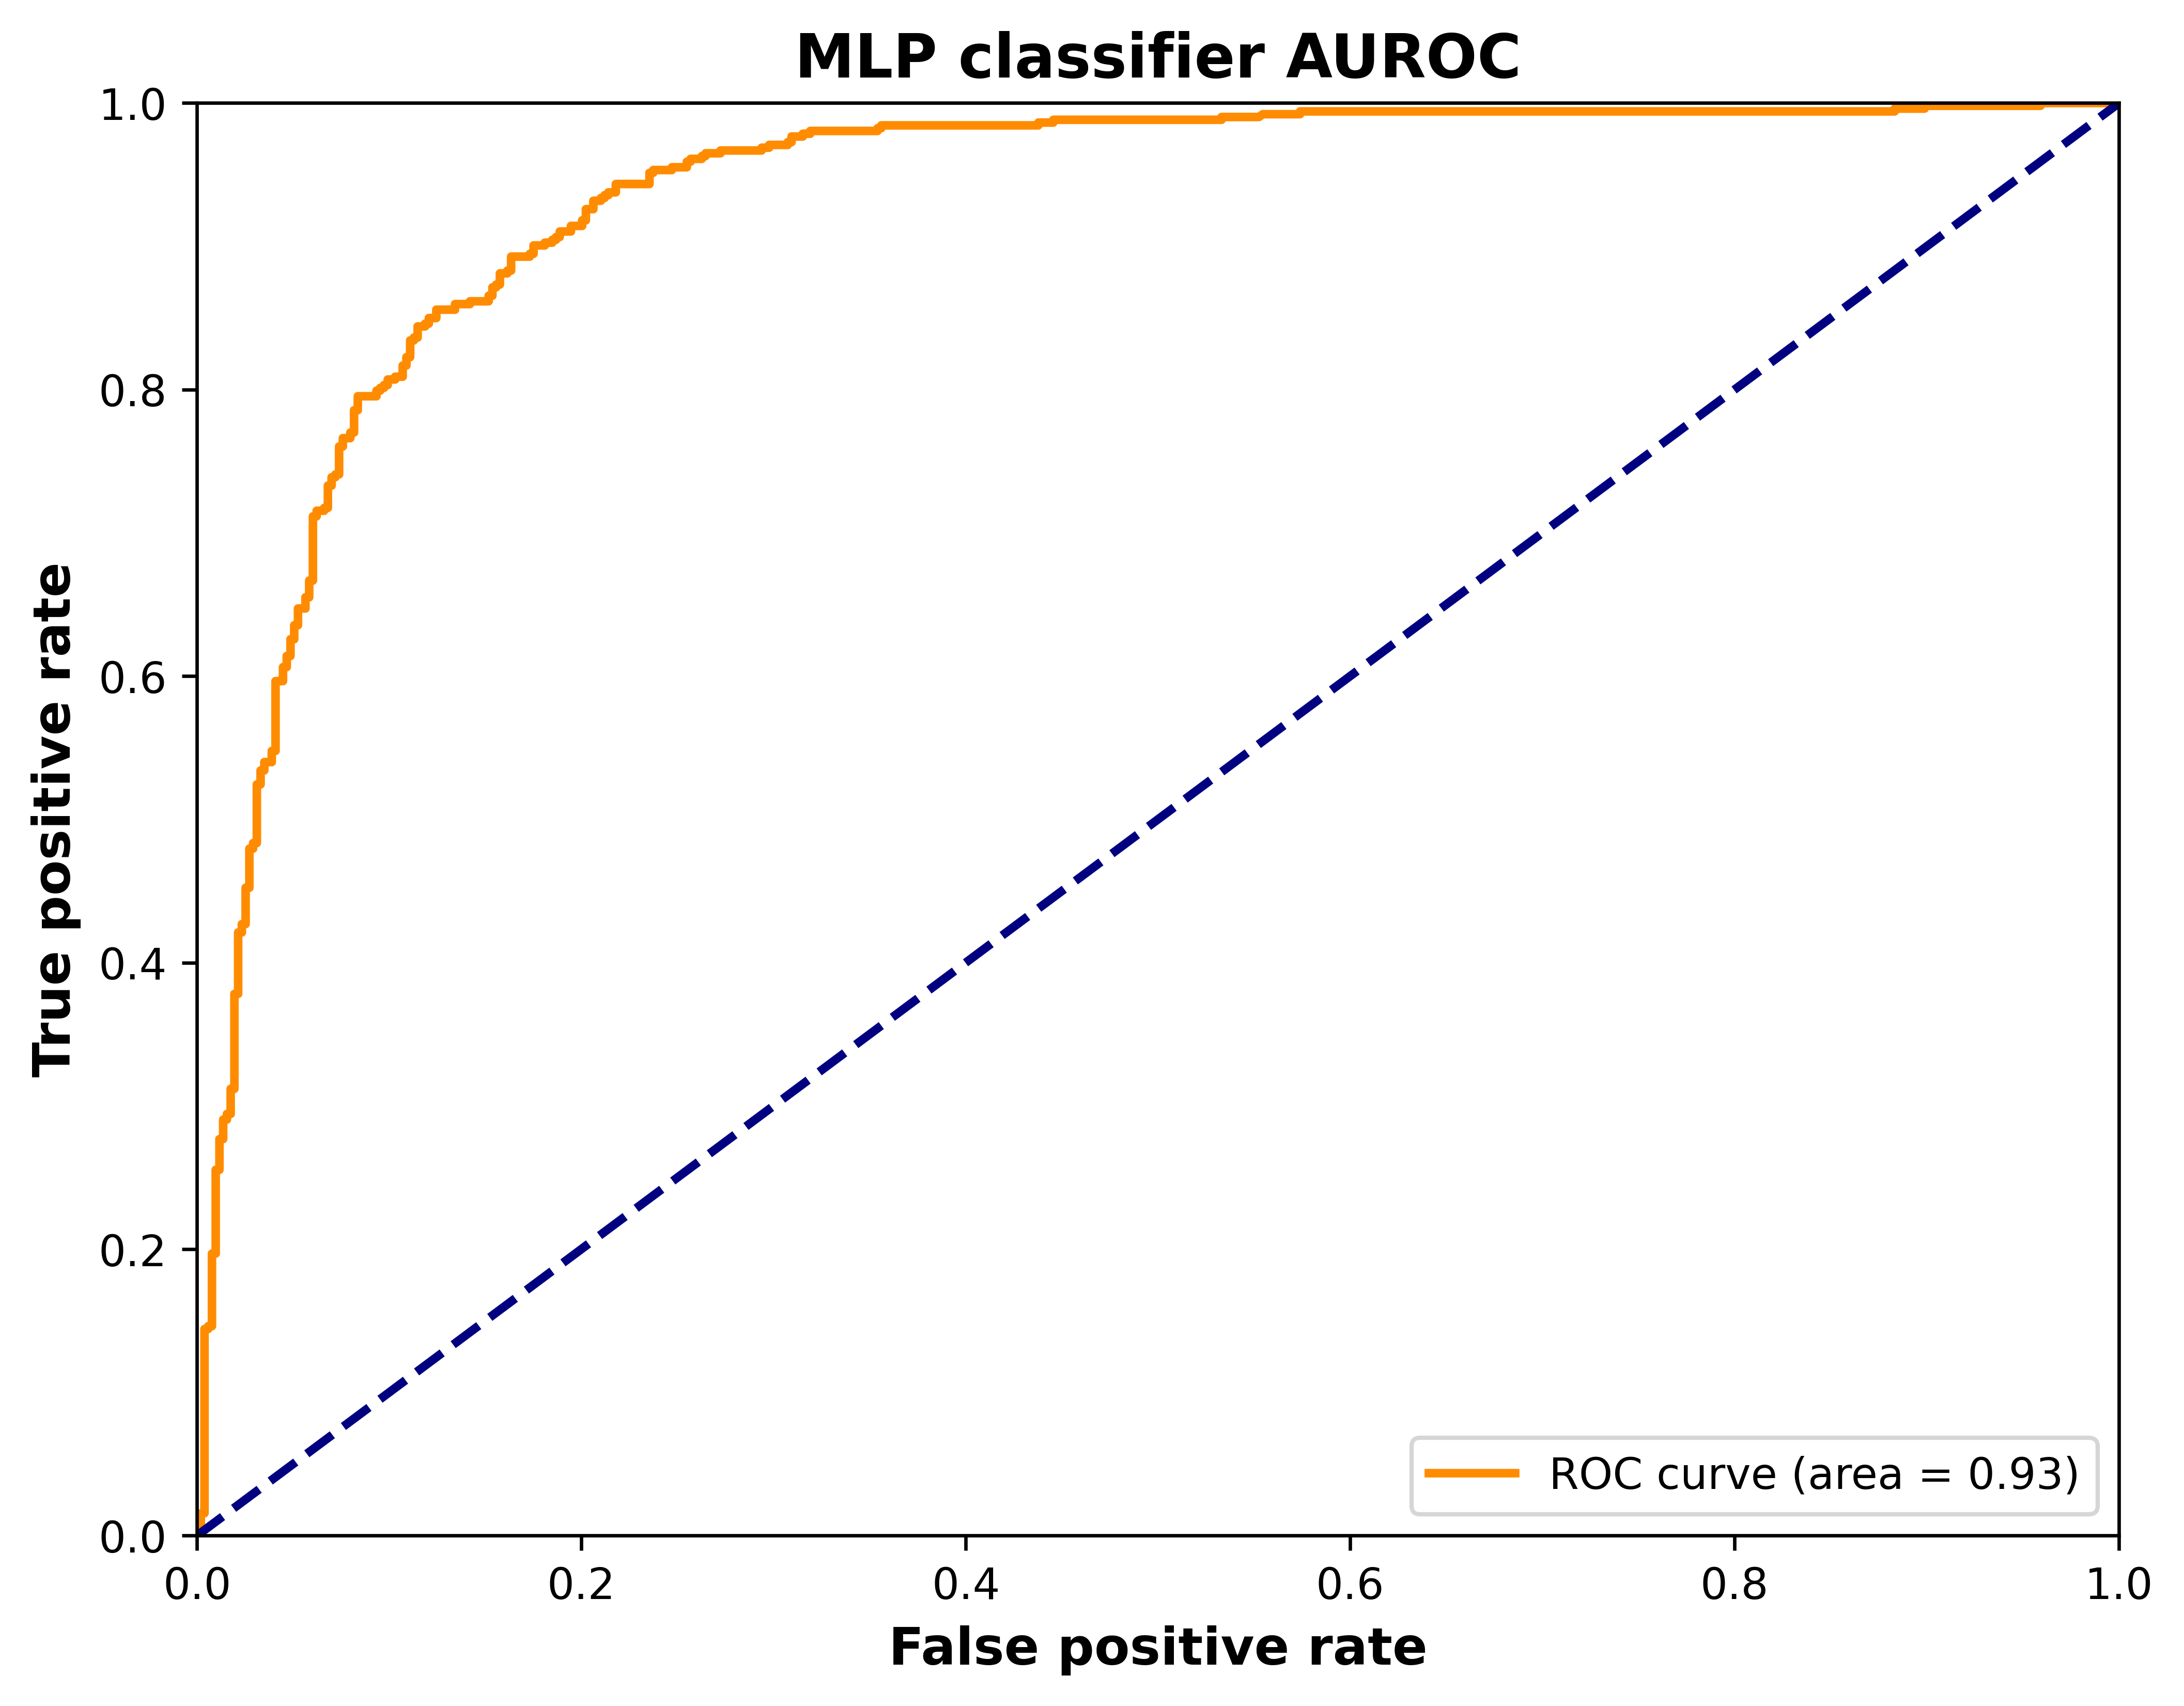 MLP classifier AUROC
True positive rate
1.0
0.8
0.6
0.4
0.2
0.0
ROC curve (area = 0.93)
0.0 0.2 0.4 0.6 0.8 1.0
False positive rate